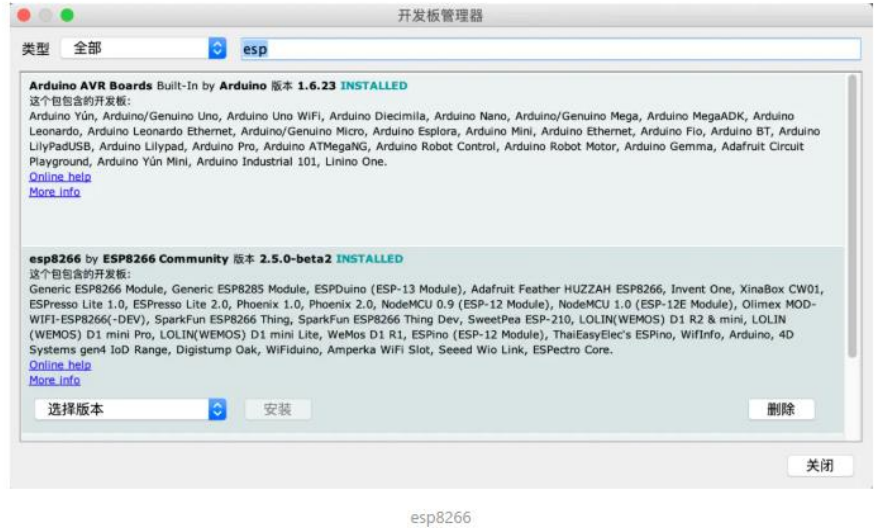 开发板管理器
类型 全部 esp
Arduino AVR Boards Built-In by Arduino 版本 1.6.23 INSTALLED
这个包包含的开发板:
Arduino Yún, Arduino/Genuino Uno, Arduino Uno WiFi, Arduino Diecimila, Arduino Nano, Arduino/Genuino Mega, Arduino MegaADK, Arduino
Leonardo, Arduino Leonardo Ethernet, Arduino/Genuino Micro, Arduino Esplora, Arduino Mini, Arduino Ethernet, Arduino Fio, Arduino BT, Arduino
LilyPadUSB, Arduino Lilypad, Arduino Pro, Arduino ATMegaNG, Arduino Robot Control, Arduino Robot Motor, Arduino Gemma, Adafruit Circuit
Playground, Arduino Yún Mini, Arduino Industrial 101, Linino One.
Online help
More info
esp8266 by ESP8266 Community 版本 2.5.0-beta2 INSTALLED
这个包包含的开发板:
Generic ESP8266 Module, Generic ESP8285 Module, ESPDuino (ESP-13 Module), Adafruit Feather HUZZAH ESP8266, Invent One, XinaBox CW01,
ESPresso Lite 1.0, ESPresso Lite 2.0, Phoenix 1.0, Phoenix 2.0, NodeMCU 0.9 (ESP-12 Module), NodeMCU 1.0 (ESP-12E Module), Olimex MOD-
WIFI-ESP8266(-DEV), SparkFun ESP8266 Thing, SparkFun ESP8266 Thing Dev, SweetPea ESP-210, LOLIN(WEMOS) D1 R2 & mini, LOLIN
(WEMOS) D1 mini Pro, LOLIN(WEMOS) D1 mini Lite, WeMos D1 R1, ESPino (ESP-12 Module), ThaiEasyElec's ESPino, WifInfo, Arduino, 4D
Systems gen4 IoD Range, Digistump Oak, WiFiduino, Amperka WiFi Slot, Seeed Wio Link, ESPectro Core.
Online help
More info
选择版本 安装 删除
关闭
esp8266